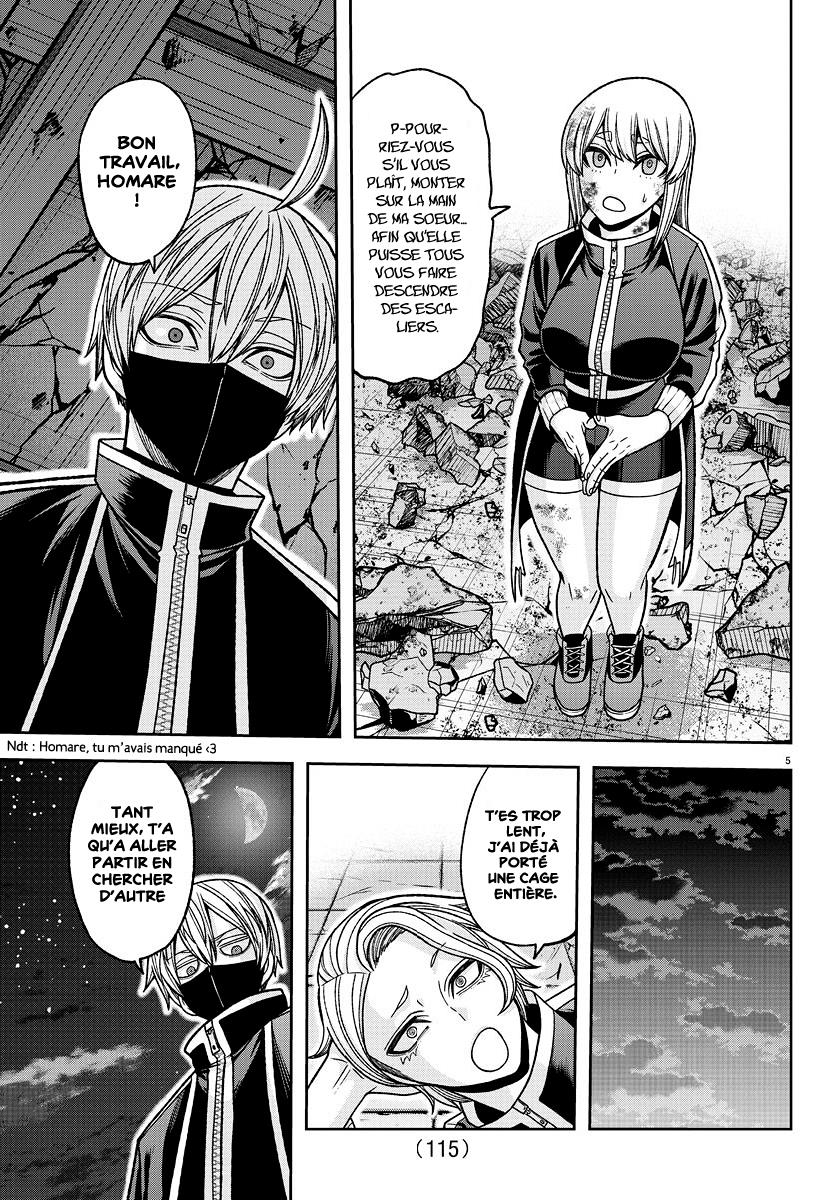 P-POUR-
RIEZ-VOUS
S'IL VOUS
PLAÎT, MONTER
SUR LA MAIN
DE MA SOEUR...
AFIN QU'ELLE
PUISSE TOUS
VOUS FAIRE
DESCENDRE
DES ESCA-
LIERS.
BON
TRAVAIL,
HOMARE
!
Ndt : Homare, tu m'avais manqué <3
5
T'ES TROP
LENT,
J'AI DÉJÀ
PORTÉ
UNE CAGE
ENTIÈRE.
TANT
MIEUX, T'A
QU'A ALLER
PARTIR EN
CHERCHER
D'AUTRE
(115)